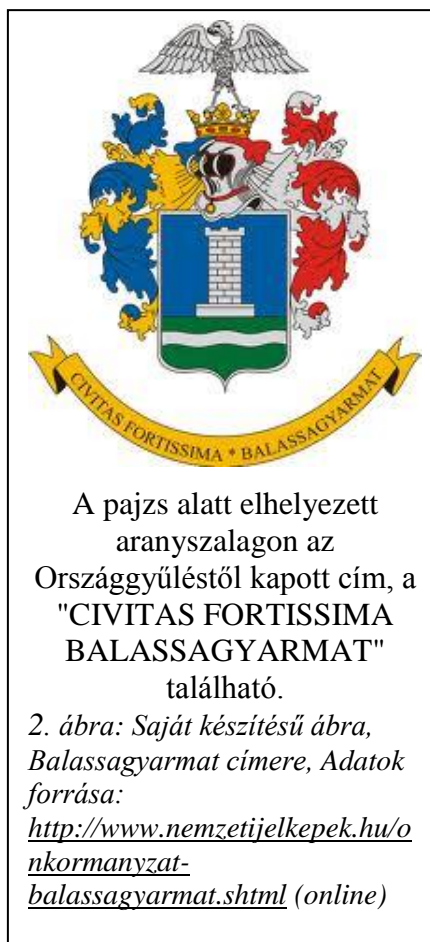 CIVITAS FORTISSIMA * BALASSAGYARMAT
A pajzs alatt elhelyezett
aranyszalagon az
Országgyűléstől kapott cím, a
"CIVITAS FORTISSIMA
BALASSAGYARMAT"
található.
2. ábra: Saját készítésű ábra,
Balassagyarmat címere, Adatok
forrása:
http://www.nemzetijelkepek.hu/o
nkormanyzat-
balassagyarmat.shtml (online)